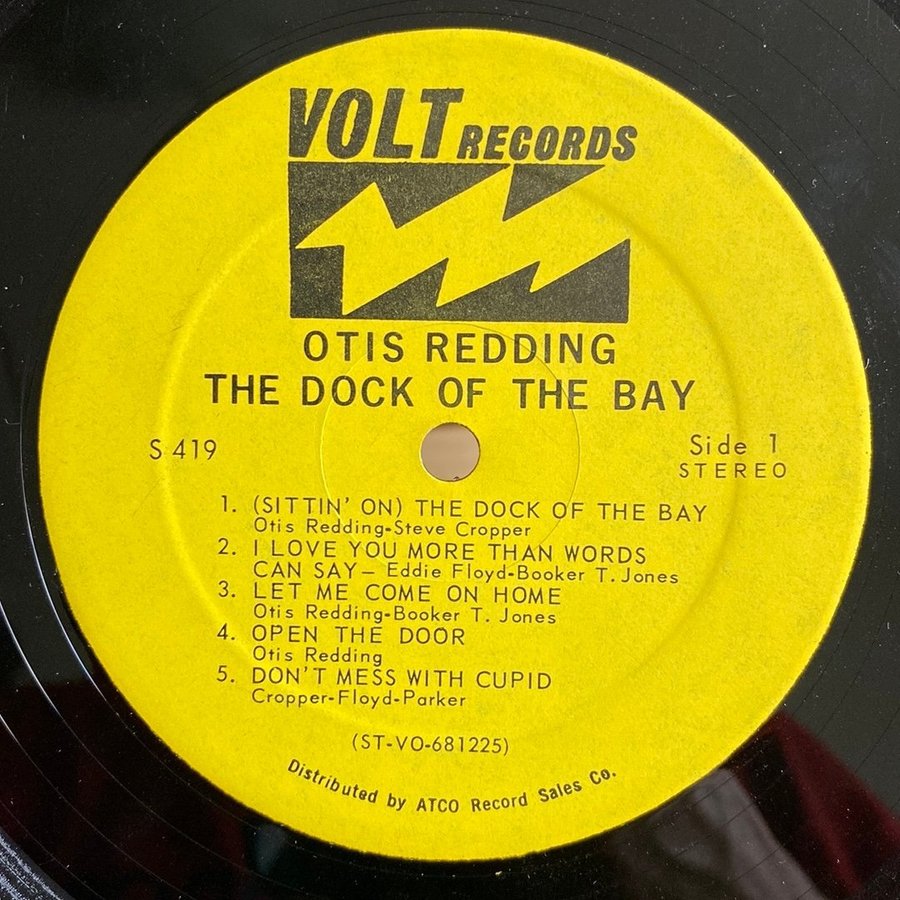 VOLT RECORDS
OTIS REDDING
THE DOCK OF THE BAY
S 419
Side 1
STEREO
1. (SITTIN' ON) THE DOCK OF THE BAY
Otis Redding-Steve Cropper
2. I LOVE YOU MORE THAN WORDS
CAN SAY— Eddie Floyd-Booker T. Jones
3. LET ME COME ON HOME
Otis Redding-Booker T. Jones
4. OPEN THE DOOR
Otis Redding
5. DON'T MESS WITH CUPID
Cropper-Floyd-Parker
(ST-VO-681225)
Distributed by ATCO Record Sales Co.